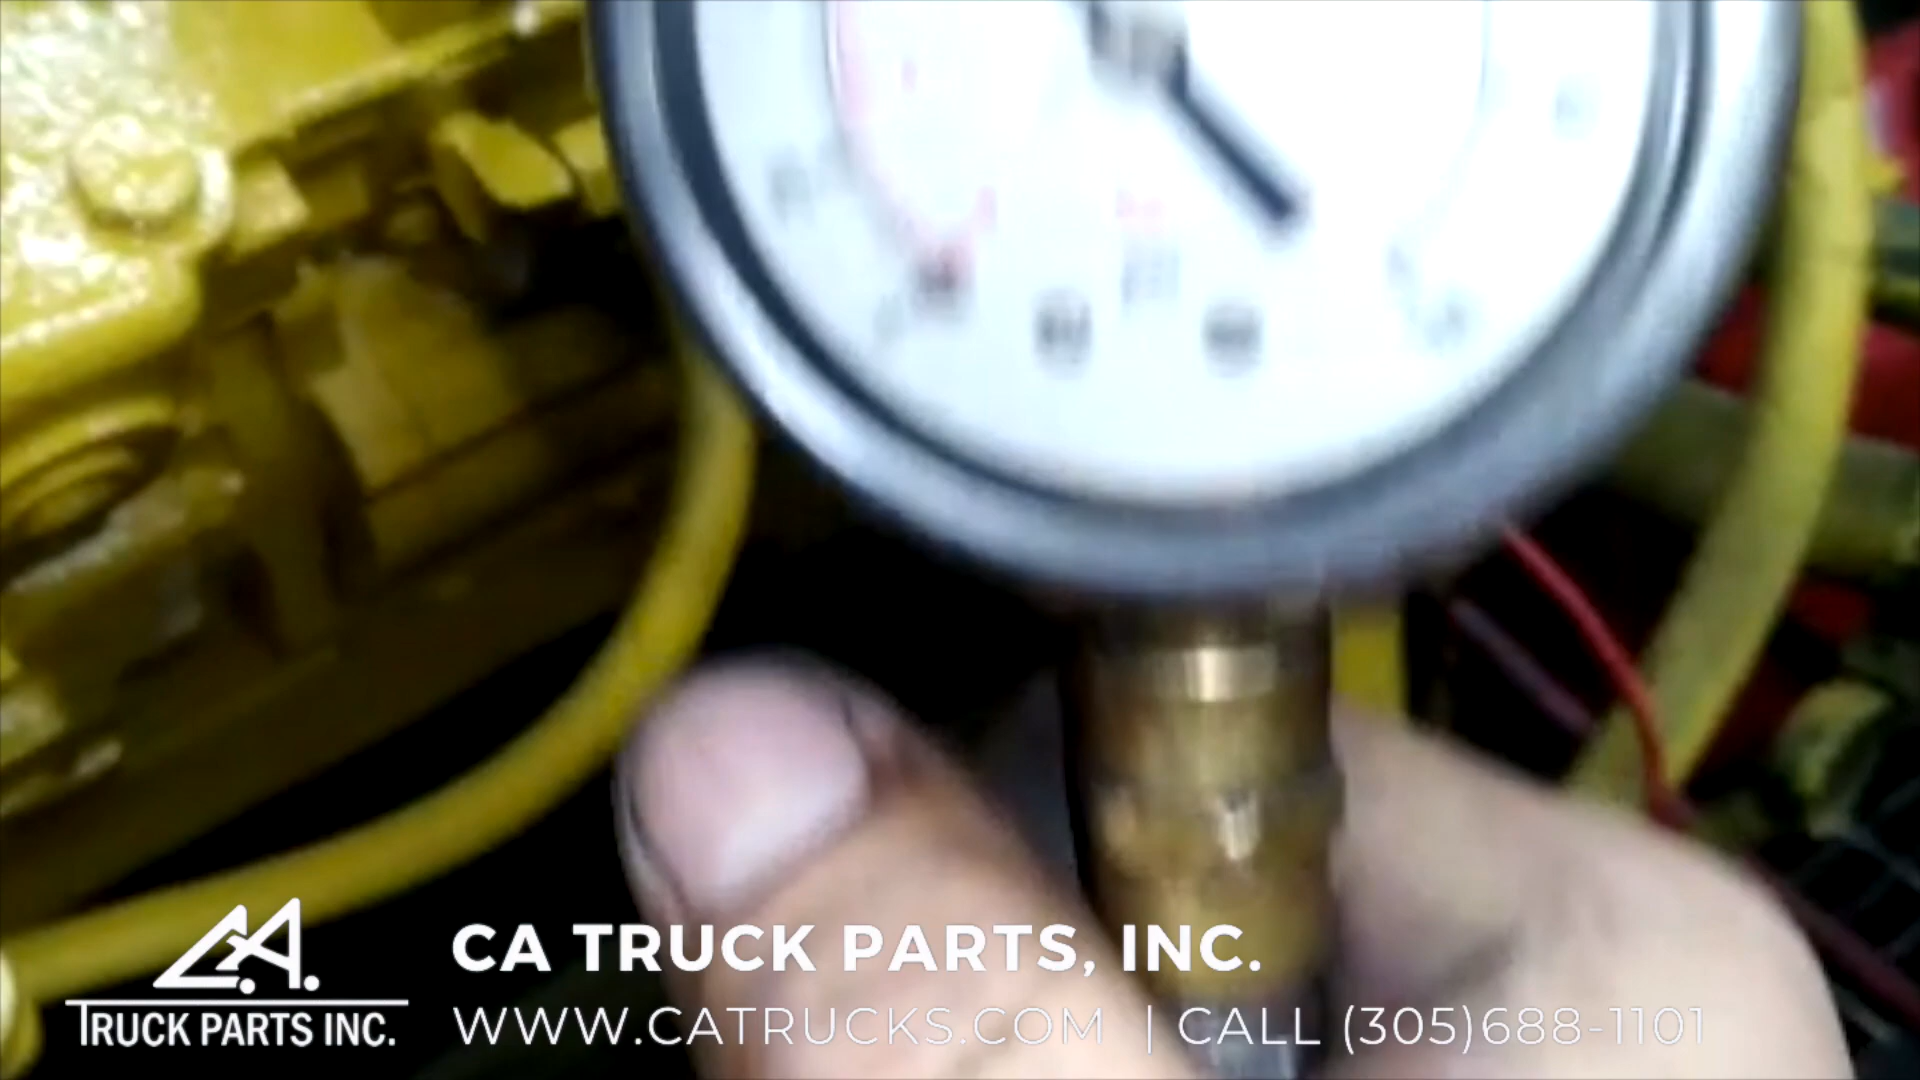 C.A.
TRUCK PARTS INC.
CA TRUCK PARTS, INC.
WWW.CATRUCKS.COM | CALL (305)688-1101